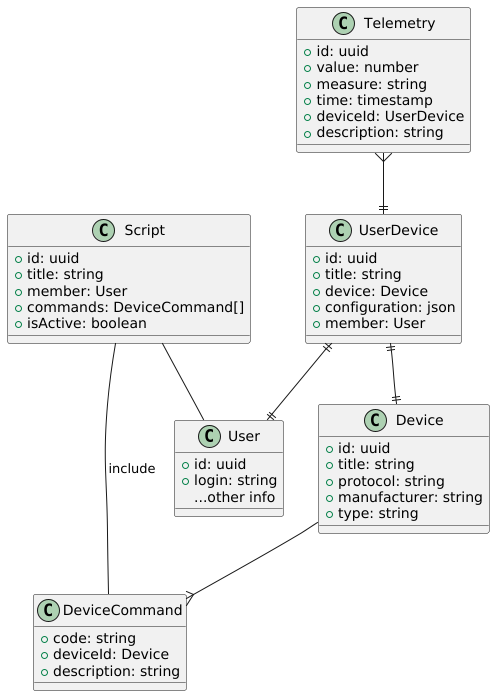 C Telemetry
id: uuid
value: number
measure: string
time: timestamp
deviceId: UserDevice
description: string
C Script
id: uuid
title: string
member: User
commands: DeviceCommand[]
isActive: boolean
C UserDevice
id: uuid
title: string
device: Device
configuration: json
member: User
C User
id: uuid
login: string
...other info
C Device
id: uuid
title: string
protocol: string
manufacturer: string
type: string
include
C DeviceCommand
code: string
deviceId: Device
description: string